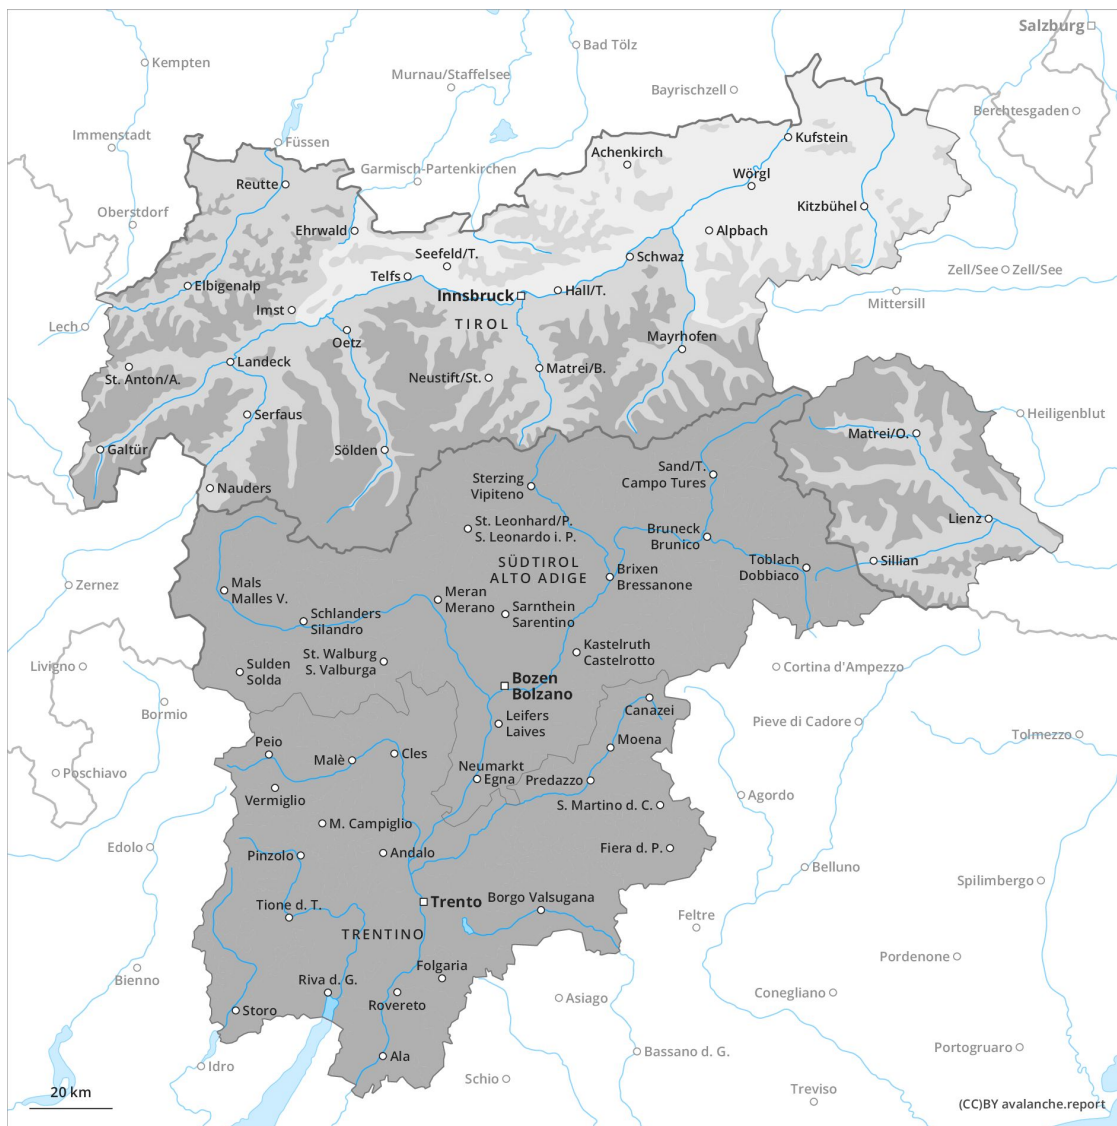 Salzburg
Bad Tölz
Kempten
Murnau/Staffelsee
Bayrischzell
Berchtesgaden
Immenstadt
Füssen
Kufstein
Achenkirch
Garmisch-Partenkirchen
Wörgl
Reutte
Kitzbühel
Oberstdorf
Ehrwald
Alpbach
Seefeld/T.
Schwaz
Telfs
Zell/See
Zell/See
Elbigenalp
Hall/T.
Innsbruck
Mittersill
Imst
Lech
TIROL
Oetz
Mayrhofen
Landeck
Matrei/B.
St. Anton/A.
Neustift/St.
Serfaus
Heiligenblut
Matrei/O.
Galtür
Sölden
Sand/T.
Campo Tures
Sterzing
Vipiteno
Nauders
Lienz
St. Leonhard/P.
S. Leonardo i. P.
Bruneck
Brunico
SÜDTIROL
ALTO ADIGE
Toblach
Dobbiaco
Sillian
Brixen
Bressanone
Zernez
Mals
Malles V.
Meran
Merano
Schlanders
Silandro
Sarnthein
Sarentino
Kastelruth
Castelrotto
St. Walburg
S. Valburga
Livigno
Sulden
Solda
Cortina d'Ampezzo
Bozen
Bolzano
Bormio
Canazei
Leifers
Laives
Pieve di Cadore
Tolmezzo
Peio
Moena
Malè
Cles
Poschiavo
Neumarkt
Egna
Predazzo
Vermiglio
S. Martino d. C.
Agordo
M. Campiglio
Edolo
Pinzolo
Andalo
Fiera d. P.
Belluno
Spilimbergo
Tione d. T.
Trento
Borgo Valsugana
Feltre
TRENTINO
Pordenone
Bienno
Folgaria
Riva d. G.
Rovereto
Asiago
Conegliano
Storo
Ala
Bassano d. G.
Portogruaro
Idro
Schio
Treviso
20 km
(CC)BY avalanche.report